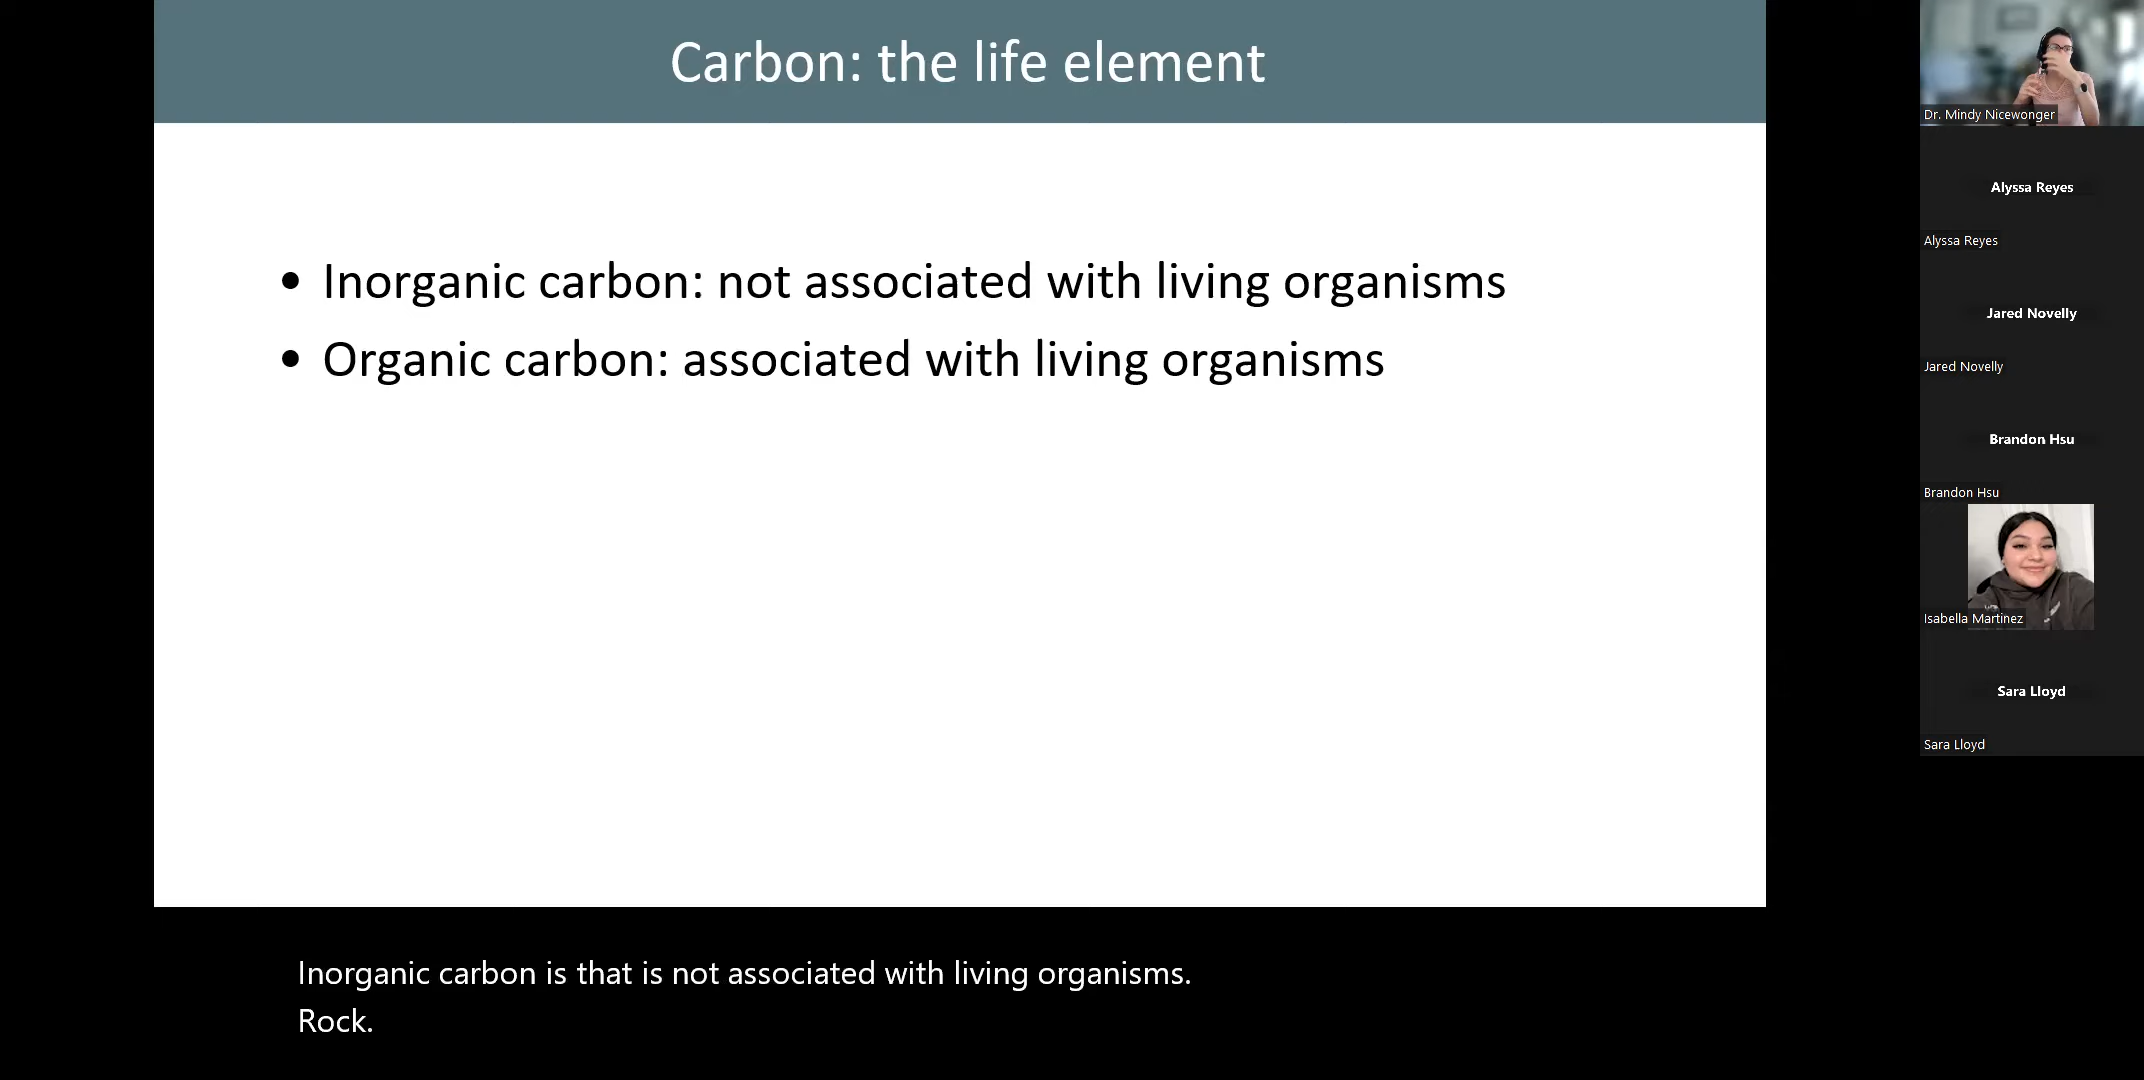 Carbon: the life element
• Inorganic carbon: not associated with living organisms
• Organic carbon: associated with living organisms
Inorganic carbon is that is not associated with living organisms.
Rock.
Dr. Mindy Nicewonger
Alyssa Reyes
Alyssa Reyes
Jared Novelly
Jared Novelly
Brandon Hsu
Brandon Hsu
Isabella Martinez
Sara Lloyd
Sara Lloyd